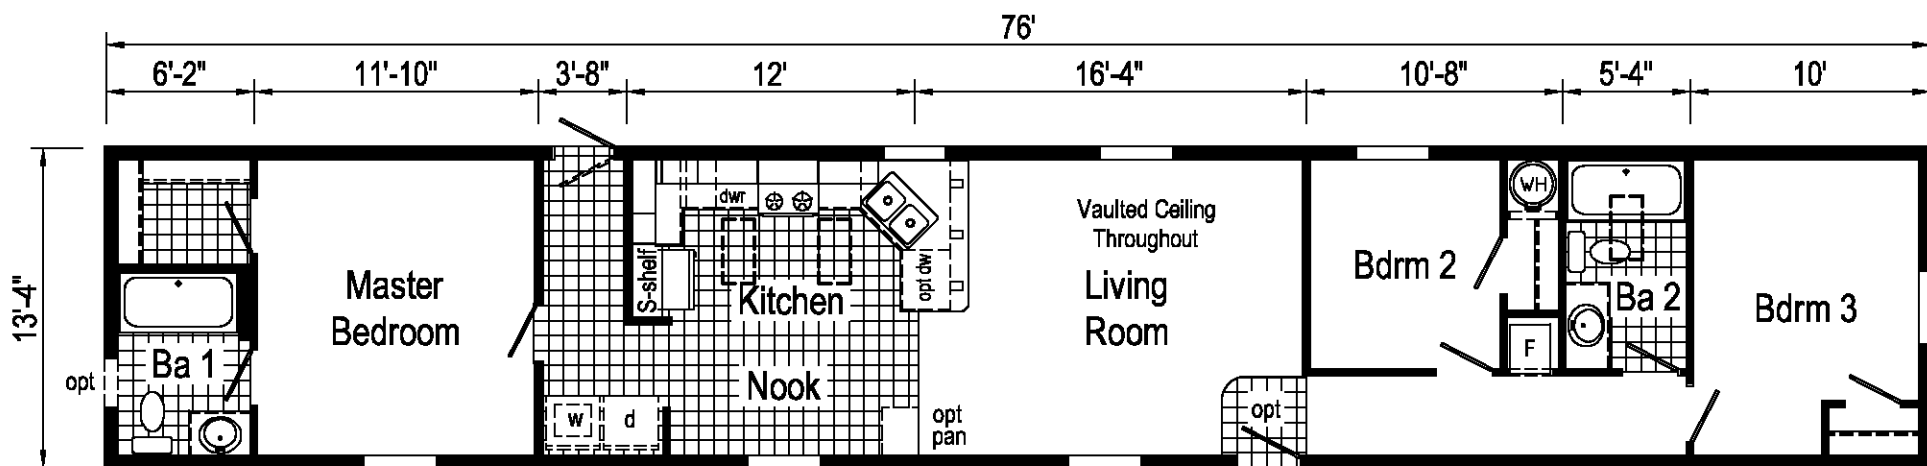 76'
6'-2"
11'-10"
3'-8"
12'
16'-4"
10'-8"
5'-4"
10'
13'-4"
dwr
S-shelf
opt dw
Vaulted Ceiling
Throughout
WH
Master
Bedroom
Kitchen
Living
Room
Bdrm 2
Ba 2
Bdrm 3
F
Ba 1
opt
Nook
w
d
opt
pan
opt